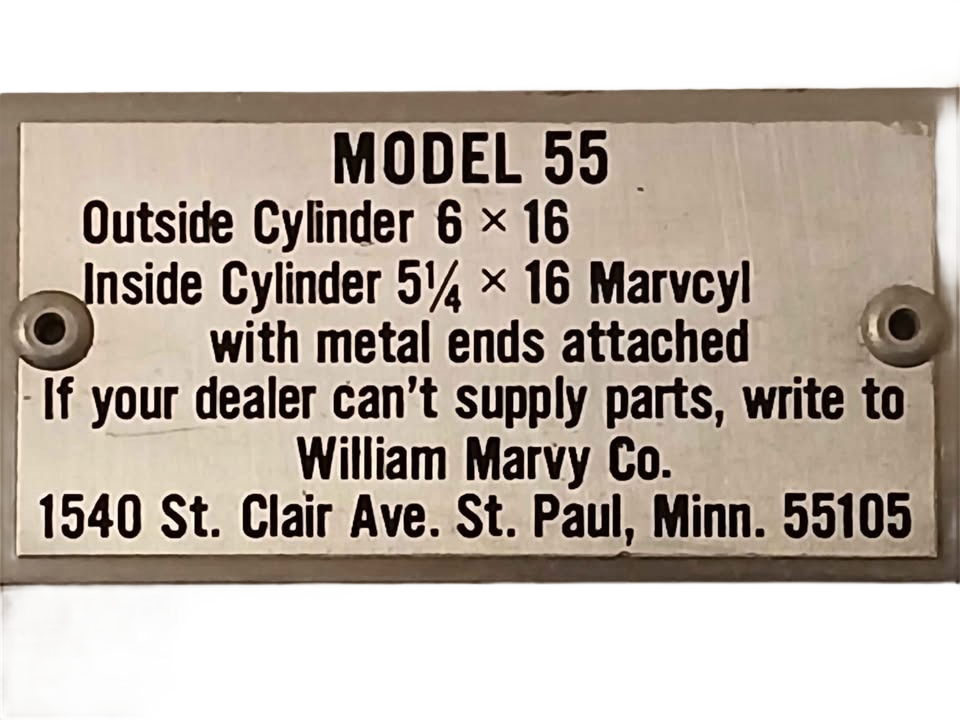 MODEL 55
Outside Cylinder 6 × 16
Inside Cylinder 5¼ × 16 Marvcyl
with metal ends attached
If your dealer can't supply parts, write to
William Marvy Co.
1540 St. Clair Ave. St. Paul, Minn. 55105